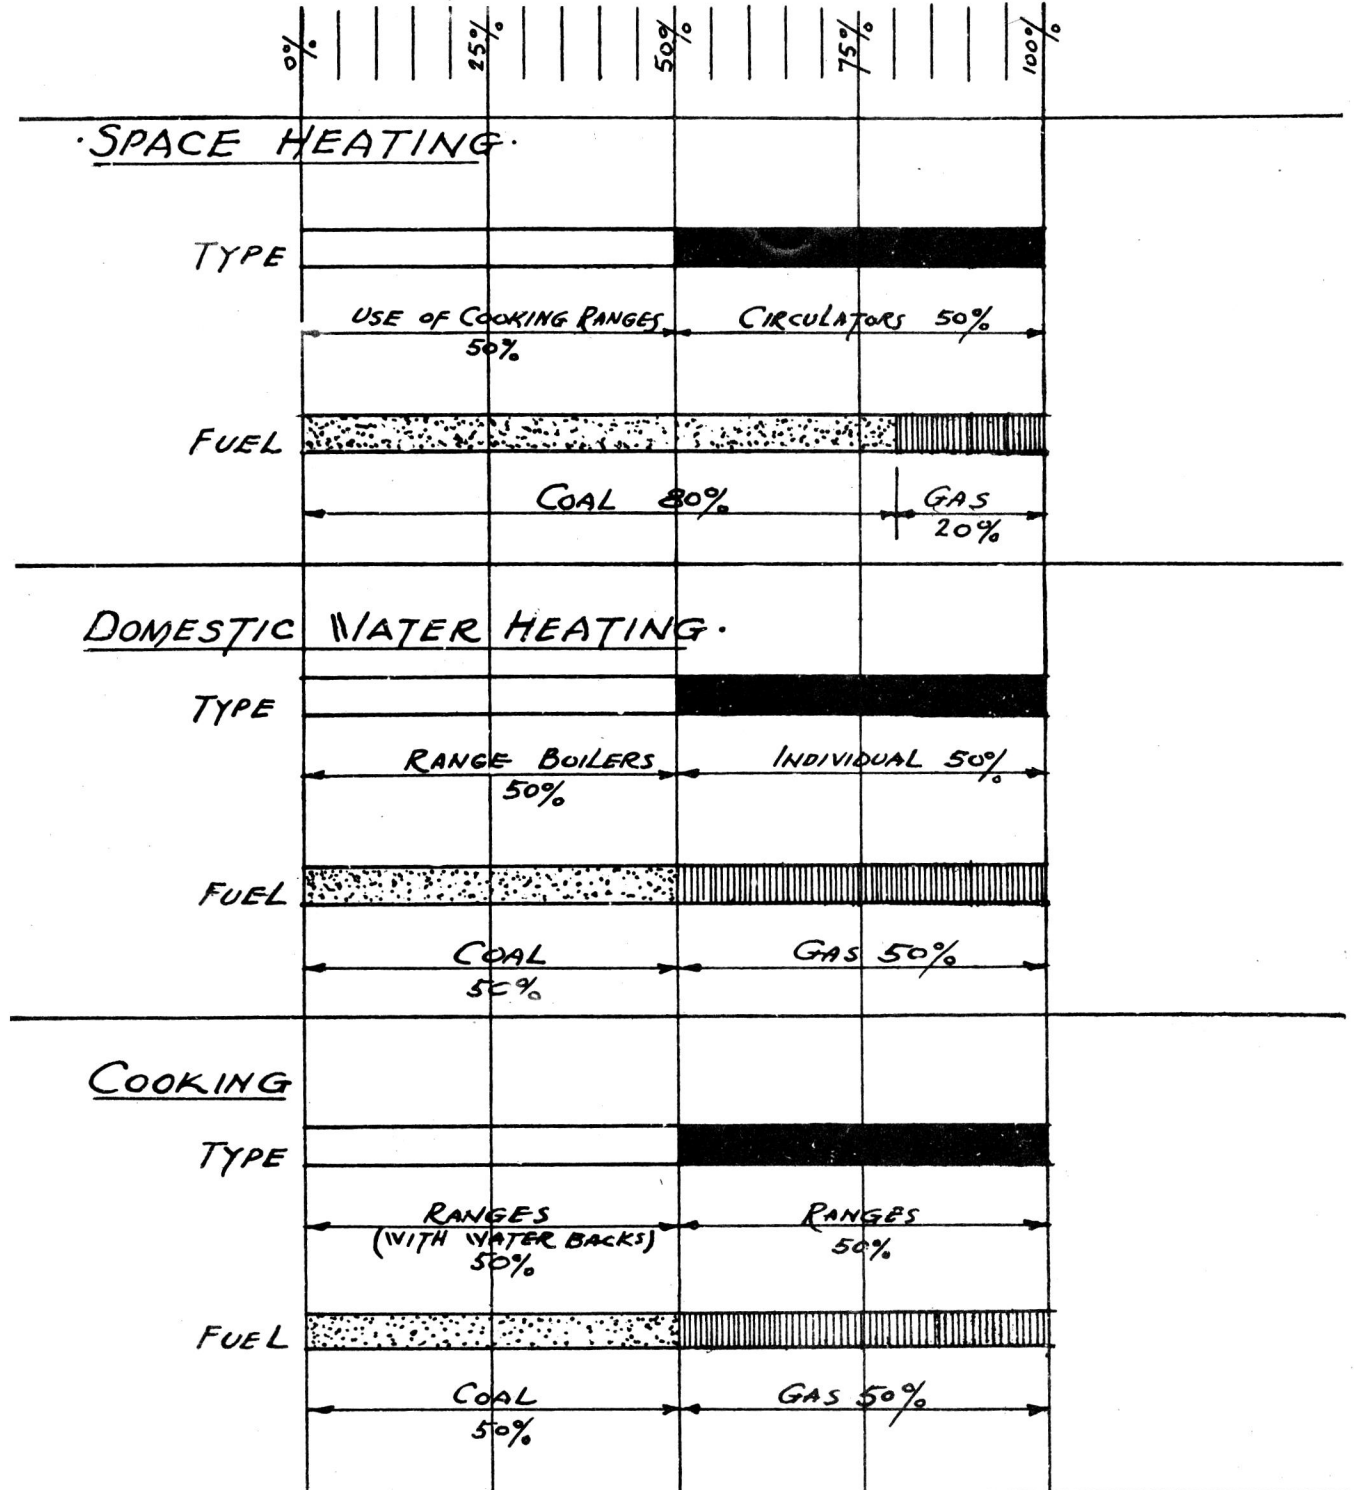 0% 25% 50% 75% 100%
·SPACE HEATING·
TYPE
USE OF COOKING RANGES
50%
CIRCULATORS 50%
FUEL
COAL 80%
GAS
20%
DOMESTIC WATER HEATING.
TYPE
RANGE BOILERS
50%
INDIVIDUAL 50%
FUEL
COAL
50%
GAS 50%
COOKING
TYPE
RANGES
(WITH WATER BACKS)
50%
RANGES
50%
FUEL
COAL
50%
GAS 50%